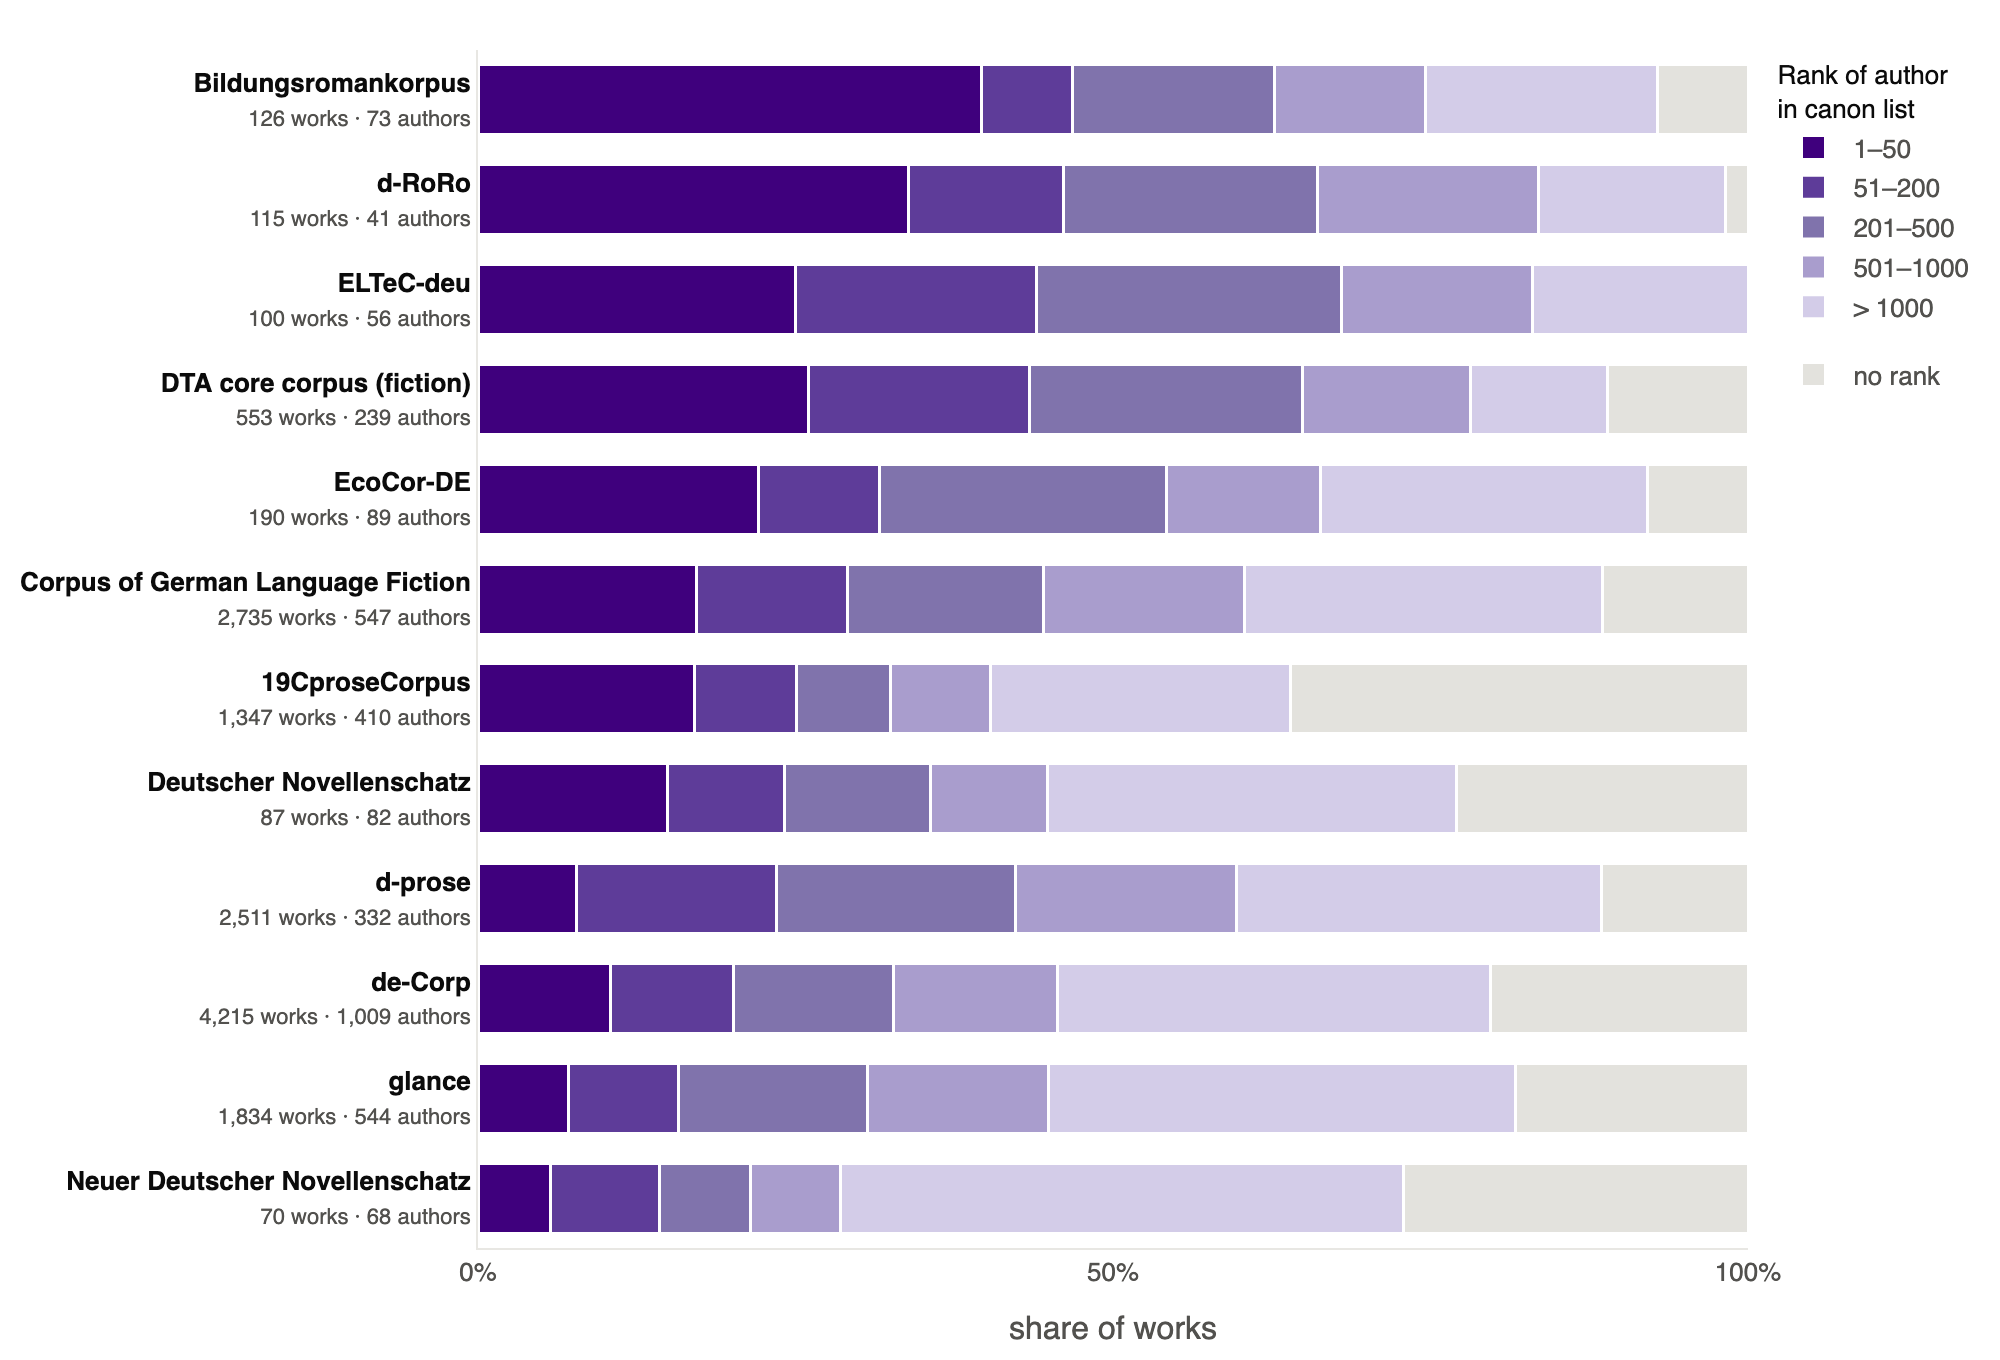 Bildungsromankorpus
126 works · 73 authors
d-RoRo
115 works · 41 authors
ELTeC-deu
100 works · 56 authors
DTA core corpus (fiction)
553 works · 239 authors
EcoCor-DE
190 works · 89 authors
Corpus of German Language Fiction
2,735 works · 547 authors
19CproseCorpus
1,347 works · 410 authors
Deutscher Novellenschatz
87 works · 82 authors
d-prose
2,511 works · 332 authors
de-Corp
4,215 works · 1,009 authors
glance
1,834 works · 544 authors
Neuer Deutscher Novellenschatz
70 works · 68 authors
0% 50% 100%
share of works
Rank of author
in canon list
1–50
51–200
201–500
501–1000
> 1000
no rank